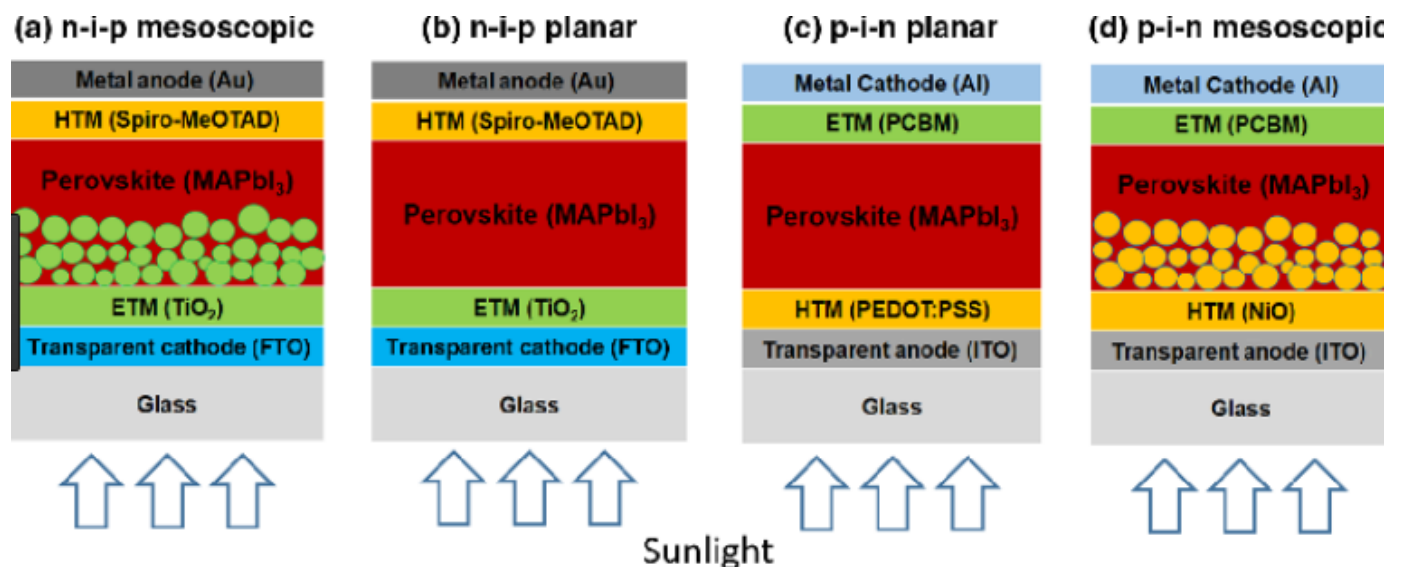 (a) n-i-p mesoscopic
Metal anode (Au)
HTM (Spiro-MeOTAD)
Perovskite (MAPbI₃)
ETM (TiO₂)
Transparent cathode (FTO)
Glass
(b) n-i-p planar
Metal anode (Au)
HTM (Spiro-MeOTAD)
Perovskite (MAPbI₃)
ETM (TiO₂)
Transparent cathode (FTO)
Glass
(c) p-i-n planar
Metal Cathode (Al)
ETM (PCBM)
Perovskite (MAPbI₃)
HTM (PEDOT:PSS)
Transparent anode (ITO)
Glass
(d) p-i-n mesoscopic
Metal Cathode (Al)
ETM (PCBM)
Perovskite (MAPbI₃)
HTM (NiO)
Transparent anode (ITO)
Glass
Sunlight